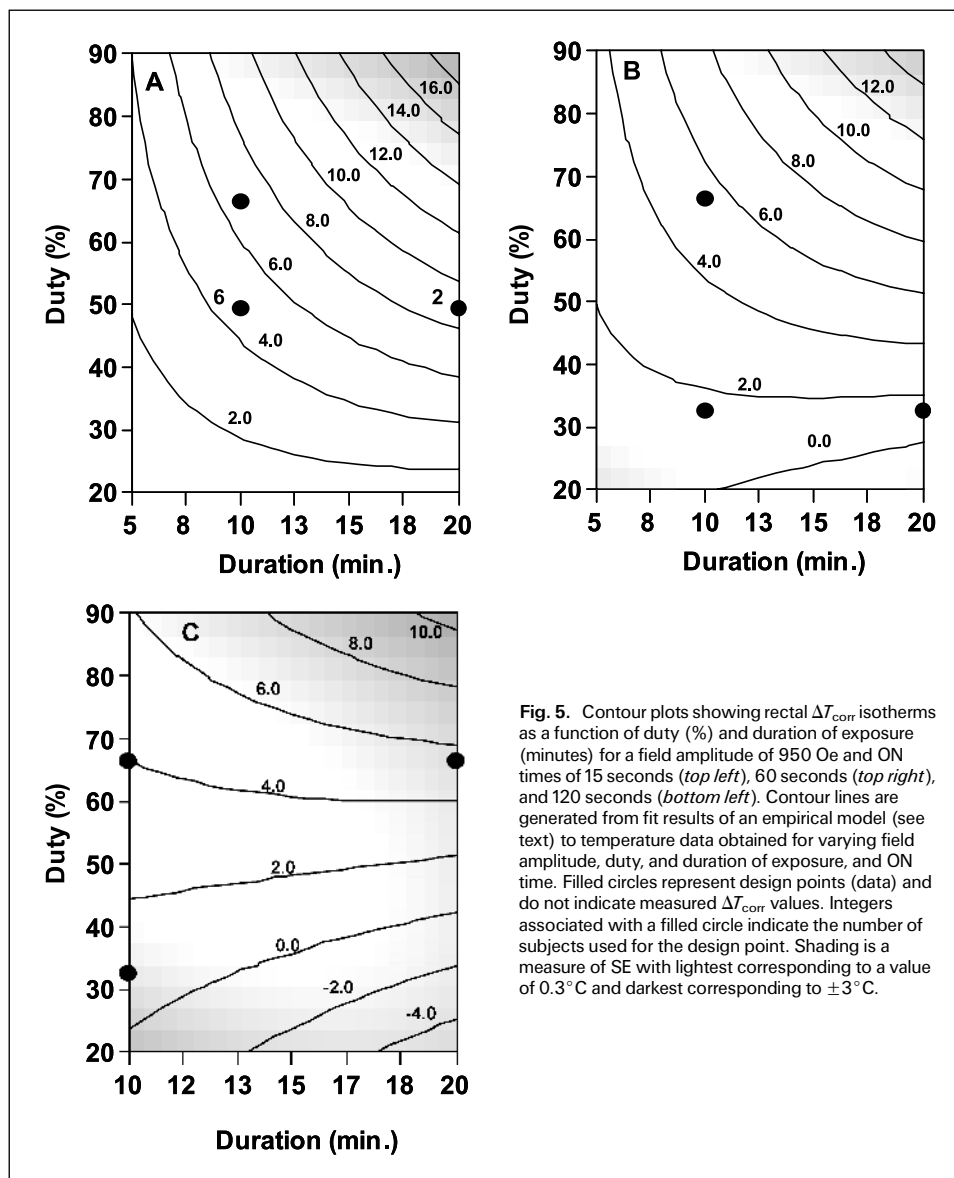 A
90
80
70
60
50
40
30
20
Duty (%)
16.0
14.0
12.0
10.0
8.0
6.0
4.0
2.0
6
2
5 8 10 13 15 18 20
Duration (min.)
B
90
80
70
60
50
40
30
20
Duty (%)
12.0
10.0
8.0
6.0
4.0
2.0
0.0
5 8 10 13 15 18 20
Duration (min.)
C
90
80
70
60
50
40
30
20
Duty (%)
10.0
8.0
6.0
4.0
2.0
0.0
-2.0
-4.0
10 12 13 15 17 18 20
Duration (min.)
Fig. 5. Contour plots showing rectal ΔTcorr isotherms
as a function of duty (%) and duration of exposure
(minutes) for a field amplitude of 950 Oe and ON
times of 15 seconds (top left), 60 seconds (top right),
and 120 seconds (bottom left). Contour lines are
generated from fit results of an empirical model (see
text) to temperature data obtained for varying field
amplitude, duty, and duration of exposure, and ON
time. Filled circles represent design points (data) and
do not indicate measured ΔTcorr values. Integers
associated with a filled circle indicate the number of
subjects used for the design point. Shading is a
measure of SE with lightest corresponding to a value
of 0.3°C and darkest corresponding to ±3°C.